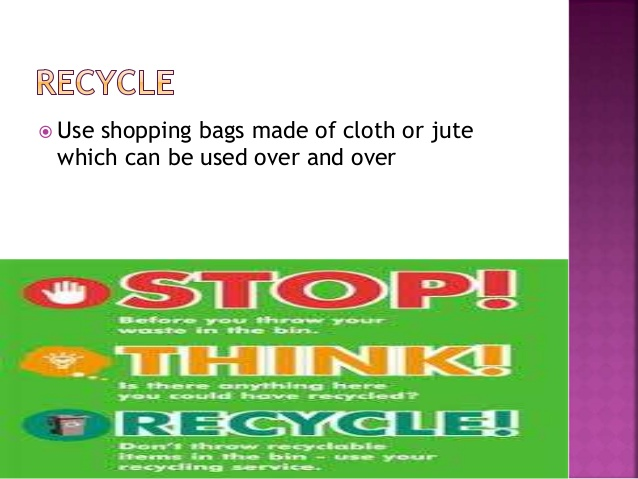 RECYCLE
Use shopping bags made of cloth or jute
which can be used over and over
STOP!
Before you throw your
waste in the bin.
THINK!
Is there anything here
you could have recycled?
RECYCLE!
Don't throw recyclable
items in the bin – use your
recycling service.